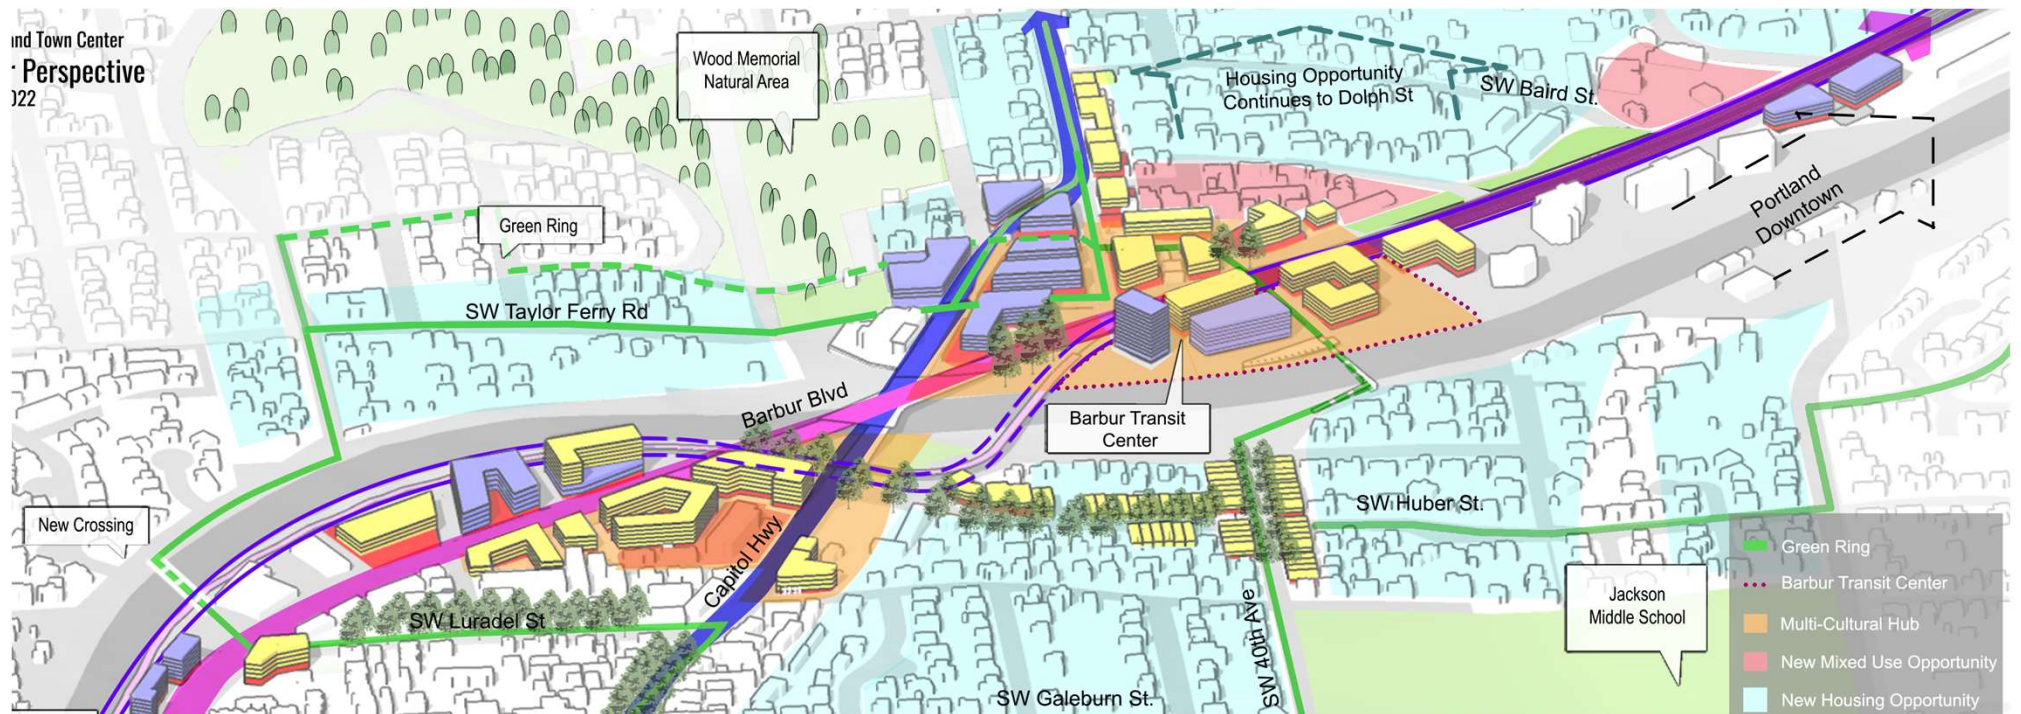 and Town Center
Perspective
022
Wood Memorial
Natural Area
Housing Opportunity
Continues to Dolph St
SW Baird St.
Portland
Downtown
Green Ring
SW Taylor Ferry Rd
Barbur Blvd
Barbur Transit
Center
New Crossing
Capitol Hwy
SW Huber St.
SW Luradel St
SW 40th Ave
SW Galeburn St.
Jackson
Middle School
Green Ring
Barbur Transit Center
Multi-Cultural Hub
New Mixed Use Opportunity
New Housing Opportunity